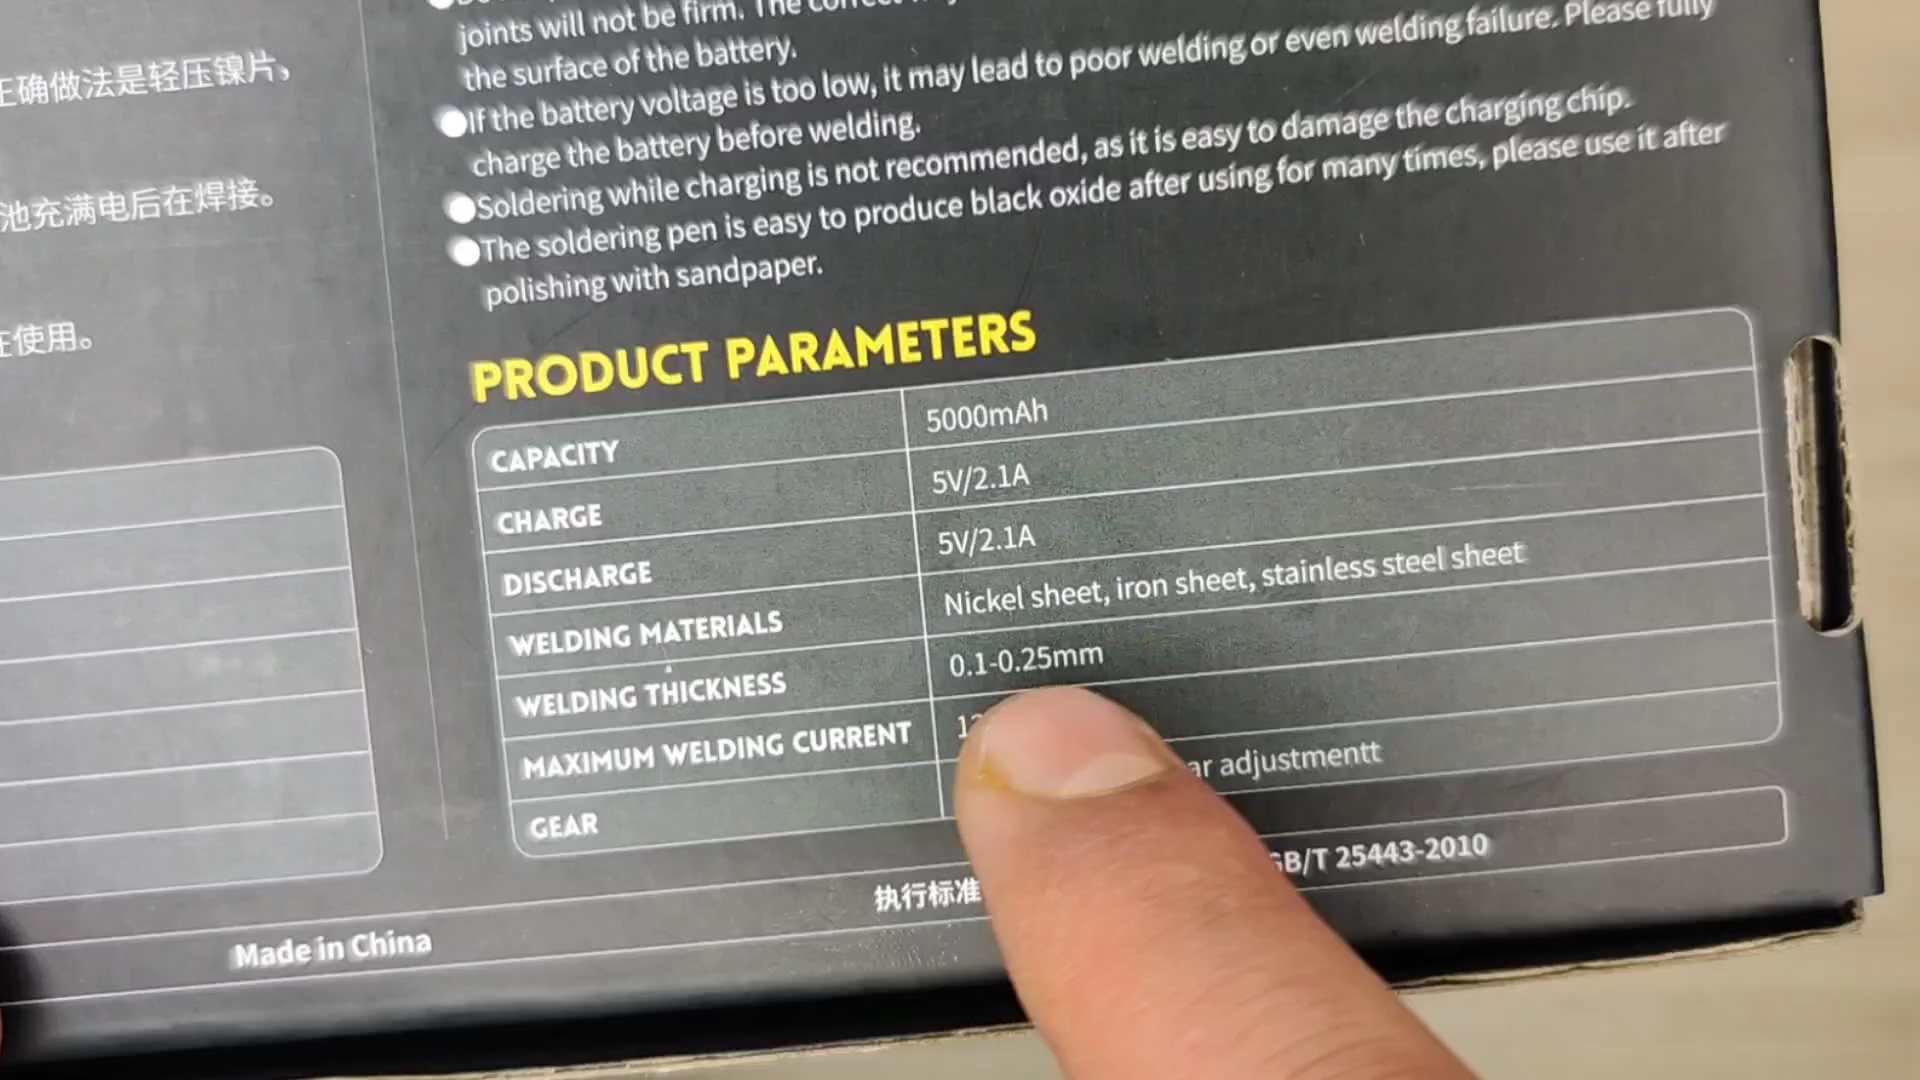 正确做法是轻压镍片，
池充满电后在焊接。
在使用。
joints will not be firm. The
the surface of the battery.
●If the battery voltage is too low, it may lead to poor welding or even welding failure. Please fully
charge the battery before welding.
●Soldering while charging is not recommended, as it is easy to damage the charging chip.
●The soldering pen is easy to produce black oxide after using for many times, please use it after
polishing with sandpaper.
PRODUCT PARAMETERS
CAPACITY 5000mAh
CHARGE 5V/2.1A
DISCHARGE 5V/2.1A
WELDING MATERIALS Nickel sheet, iron sheet, stainless steel sheet
WELDING THICKNESS 0.1-0.25mm
MAXIMUM WELDING CURRENT
GEAR adjustmentt
执行标准 GB/T 25443-2010
Made in China